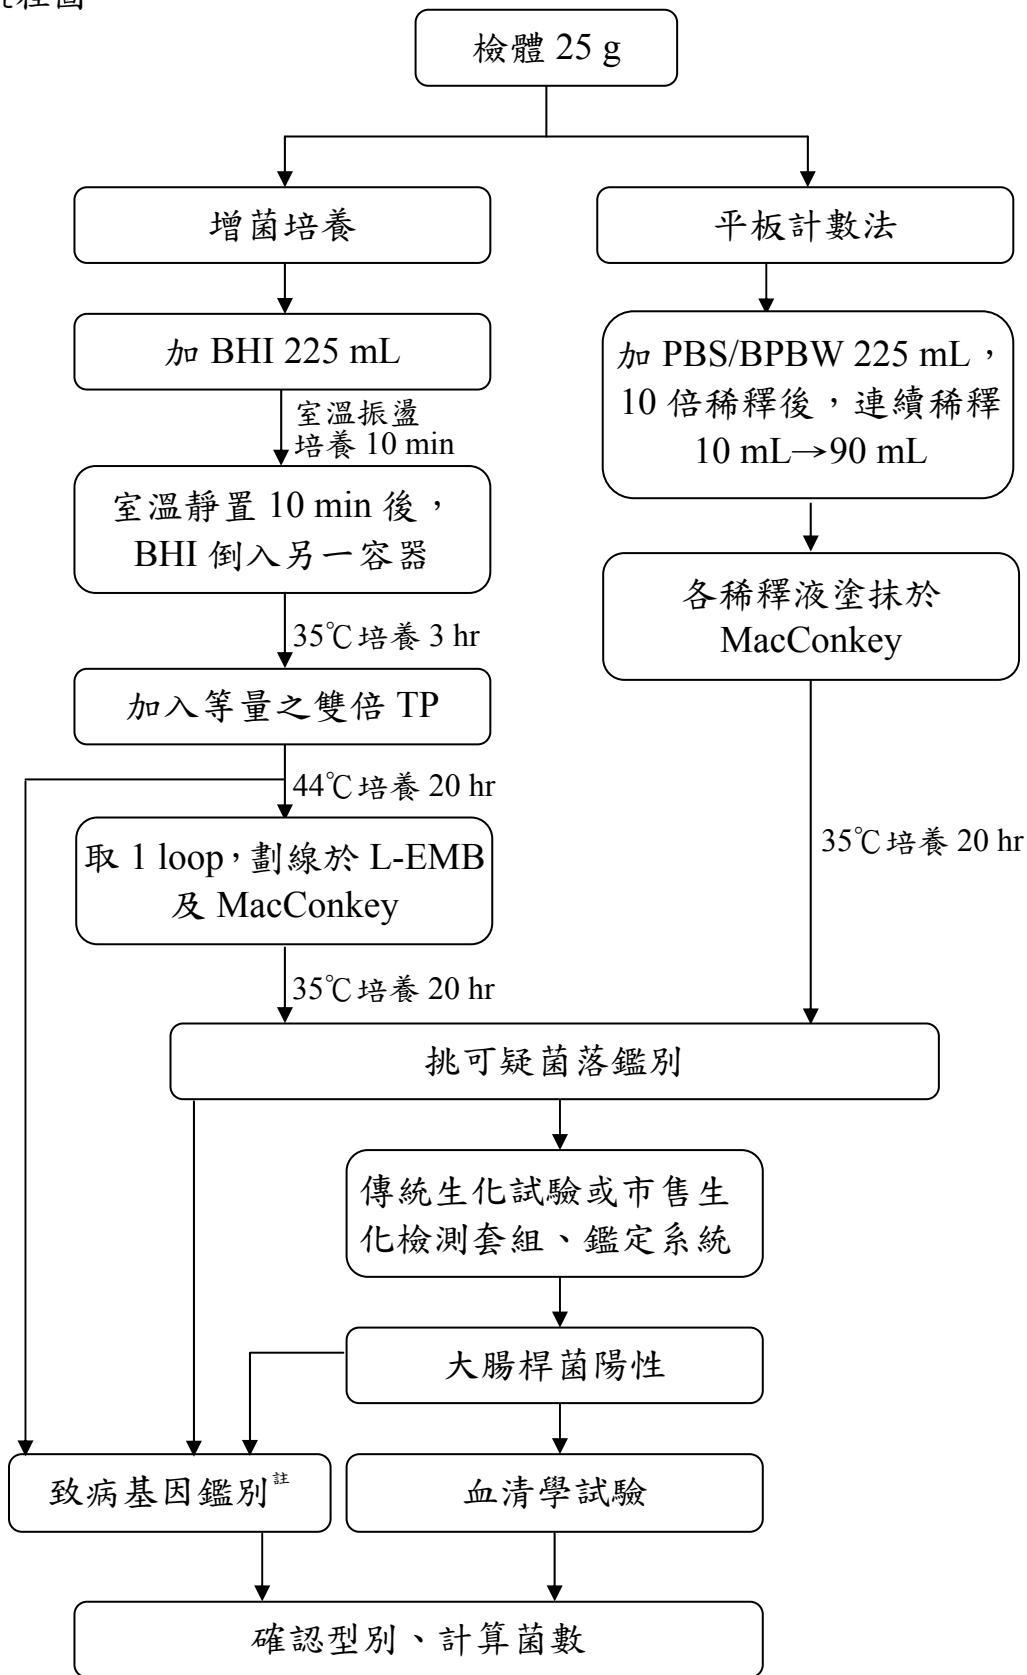 程圖
檢體 25 g
增菌培養
平板計數法
加 BHI 225 mL
加 PBS/BPBW 225 mL，
10 倍稀釋後，連續稀釋
10 mL→90 mL
室溫振盪
培養 10 min
室溫靜置 10 min 後，
BHI 倒入另一容器
各稀釋液塗抹於
MacConkey
35℃培養 3 hr
加入等量之雙倍 TP
44℃培養 20 hr
取 1 loop，劃線於 L-EMB
及 MacConkey
35℃培養 20 hr
35℃培養 20 hr
挑可疑菌落鑑別
傳統生化試驗或市售生
化檢測套組、鑑定系統
大腸桿菌陽性
致病基因鑑別註
血清學試驗
確認型別、計算菌數